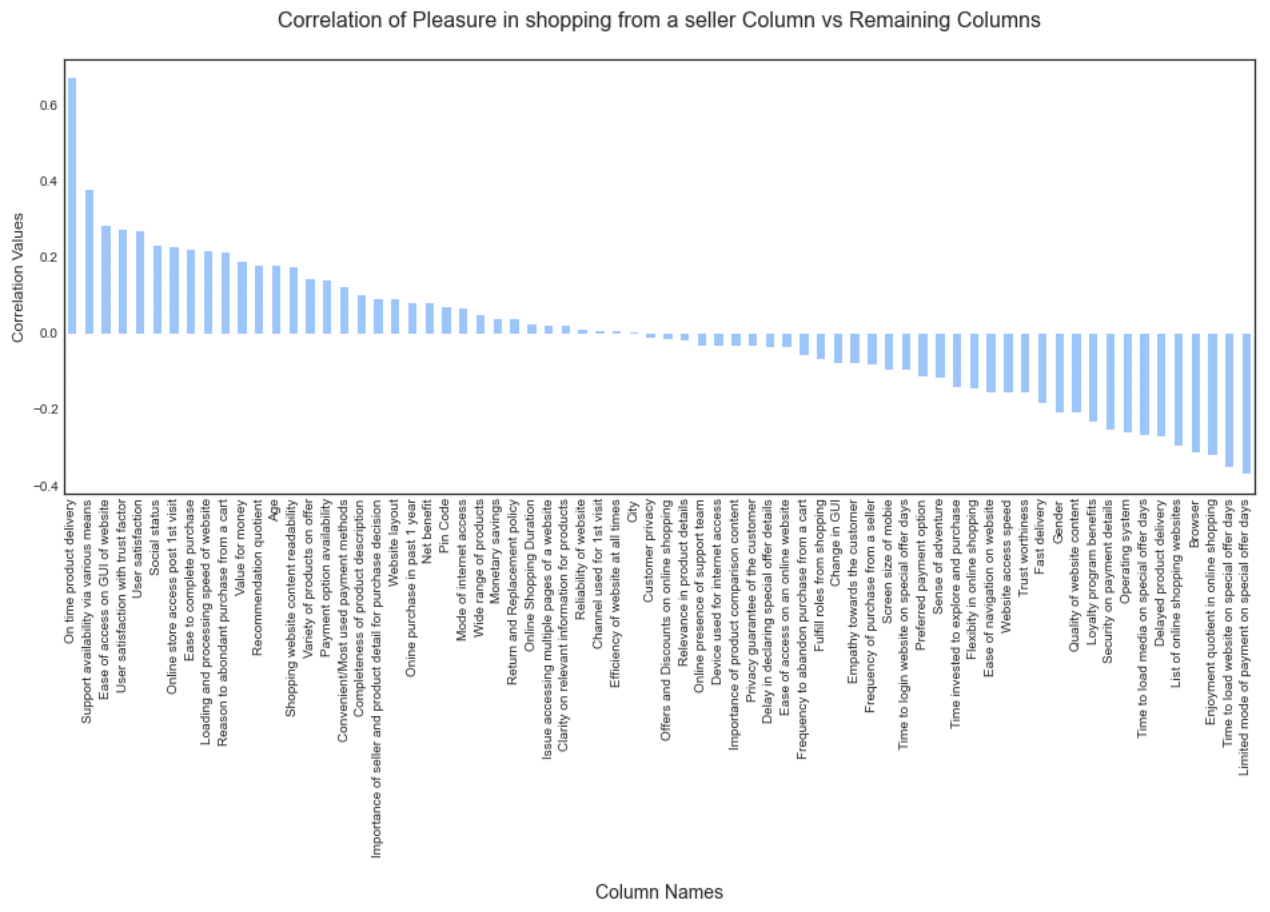 Correlation of Pleasure in shopping from a seller Column vs Remaining Columns
Correlation Values
0.6
0.4
0.2
0.0
−0.2
−0.4
On time product delivery
Support availability via various means
Ease of access on GUI of website
User satisfaction with trust factor
User satisfaction
Social status
Online store access post 1st visit
Ease to complete purchase
Loading and processing speed of website
Reason to abondant purchase from a cart
Value for money
Recommendation quotient
Age
Shopping website content readability
Variety of products on offer
Payment option availability
Convenient/Most used payment methods
Completeness of product description
Importance of seller and product detail for purchase decision
Website layout
Online purchase in past 1 year
Net benefit
Pin Code
Mode of internet access
Wide range of products
Monetary savings
Return and Replacement policy
Online Shopping Duration
Issue accessing multiple pages of a website
Clarity on relevant information for products
Reliability of website
Channel used for 1st visit
Efficiency of website at all times
City
Customer privacy
Offers and Discounts on online shopping
Relevance in product details
Online presence of support team
Device used for internet access
Importance of product comparison content
Privacy guarantee of the customer
Delay in declaring special offer details
Ease of access on an online website
Frequency to abandon purchase from a cart
Fulfill roles from shopping
Change in GUI
Empathy towards the customer
Frequency of purchase from a seller
Screen size of mobie
Time to login website on special offer days
Preferred payment option
Sense of adventure
Time invested to explore and purchase
Flexibity in online shopping
Ease of navigation on website
Website access speed
Trust worthiness
Fast delivery
Gender
Quality of website content
Loyalty program benefits
Security on payment details
Operating system
Time to load media on special offer days
Delayed product delivery
List of online shopping websites
Browser
Enjoyment quotient in online shopping
Time to load website on special offer days
Limited mode of payment on special offer days
Column Names